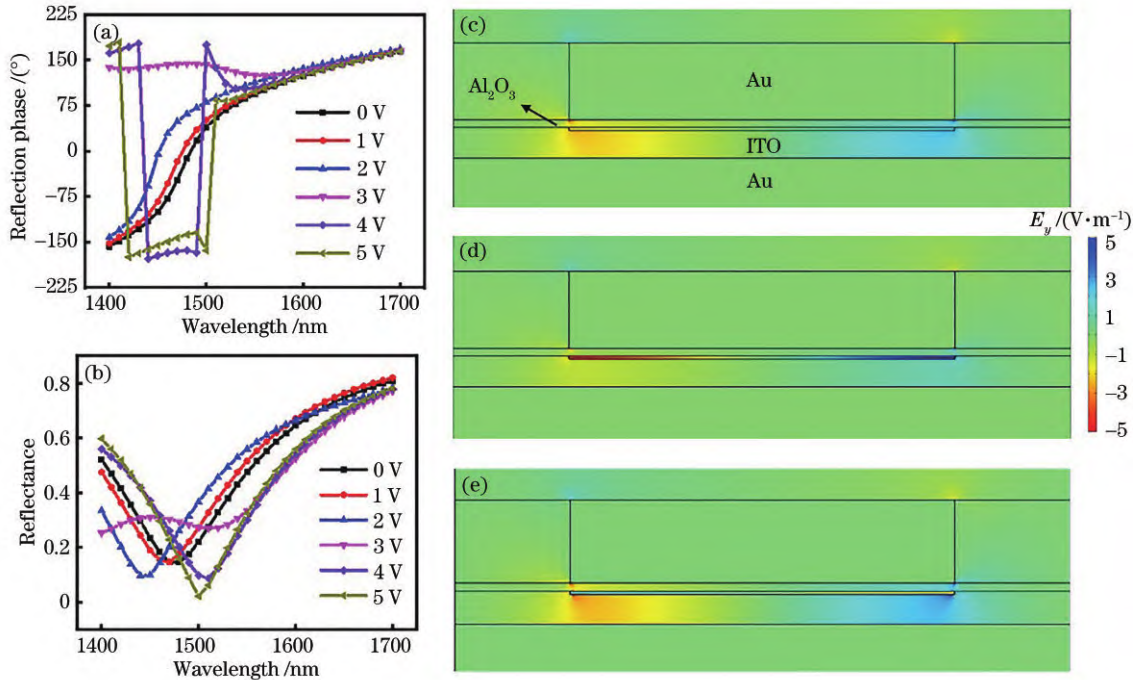 (a)
225
150
75
0
−75
−150
−225
Reflection phase /(°)
0 V
1 V
2 V
3 V
4 V
5 V
1400 1500 1600 1700
Wavelength /nm
(b)
0.8
0.6
0.4
0.2
0
Reflectance
0 V
1 V
2 V
3 V
4 V
5 V
1400 1500 1600 1700
Wavelength /nm
(c)
Au
Al2O3
ITO
Au
(d)
Ey /(V·m−1)
5
3
1
−1
−3
−5
(e)